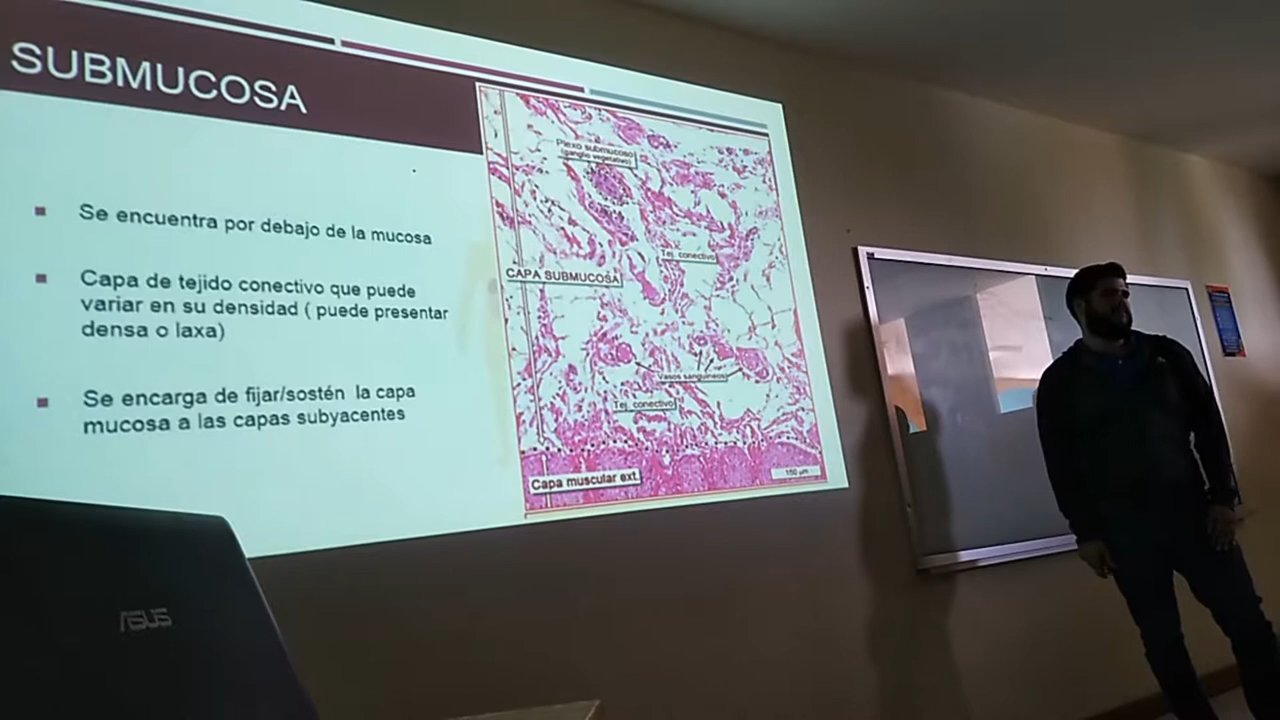 SUBMUCOSA
Se encuentra por debajo de la mucosa
Capa de tejido conectivo que puede
variar en su densidad ( puede presentar
densa o laxa)
Se encarga de fijar/sostén la capa
mucosa a las capas subyacentes
Plexo submucoso
(ganglio vegetativo)
Tej. conectivo
CAPA SUBMUCOSA
Vasos sanguíneos
Tej. conectivo
Capa muscular ext.
150 µm
ASUS